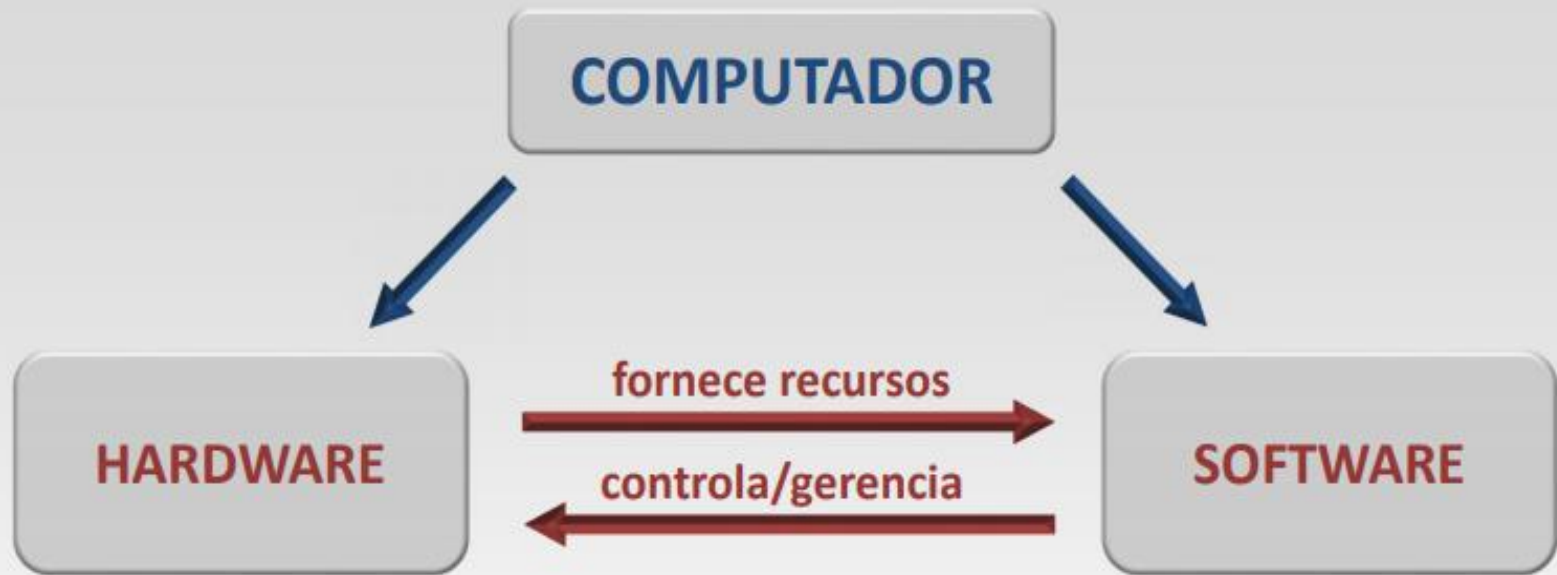 COMPUTADOR
fornece recursos
HARDWARE
controla/gerencia
SOFTWARE